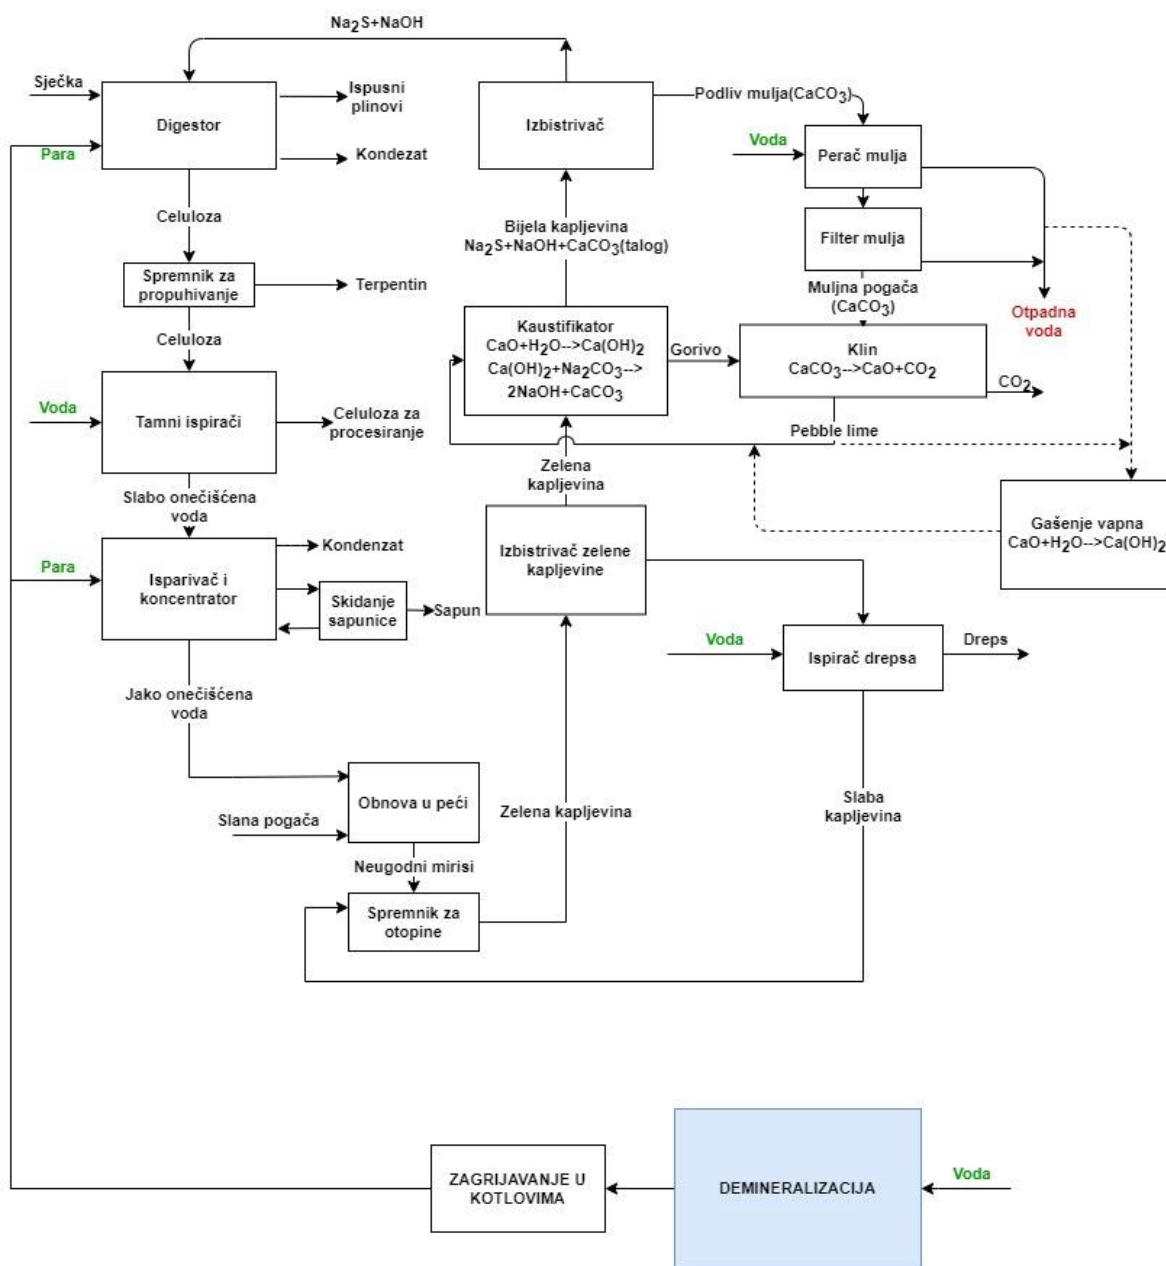 Na2S+NaOH
Sječka
Para
Digestor
Ispusni
plinovi
Kondezat
Celuloza
Spremnik za
propuhivanje
Terpentin
Celuloza
Voda
Tamni ispirači
Celuloza za
procesiranje
Slabo onečišćena
voda
Para
Isparivač i
koncentrator
Kondenzat
Skidanje
sapunice
Sapun
Jako onečišćena
voda
Obnova u peći
Slana pogača
Neugodni mirisi
Spremnik za
otopine
Zelena kapljevina
Izbistrivač zelene
kapljevine
Zelena
kapljevina
Kaustifikator
CaO+H2O-->Ca(OH)2
Ca(OH)2+Na2CO3-->
2NaOH+CaCO3
Bijela kapljevina
Na2S+NaOH+CaCO3(talog)
Izbistrivač
Podliv mulja(CaCO3)
Voda
Perač mulja
Filter mulja
Muljna pogača
(CaCO3)
Otpadna
voda
Gorivo
Klin
CaCO3-->CaO+CO2
CO2
Pebble lime
Gašenje vapna
CaO+H2O-->Ca(OH)2
Voda
Ispirač drepsa
Dreps
Slaba
kapljevina
ZAGRIJAVANJE U
KOTLOVIMA
DEMINERALIZACIJA
Voda